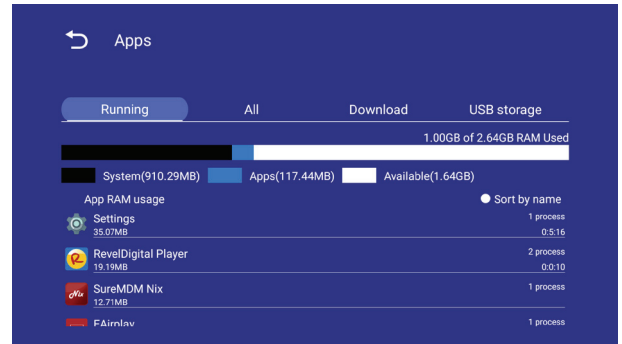 Apps
Running All Download USB storage
1.00GB of 2.64GB RAM Used
System(910.29MB) Apps(117.44MB) Available(1.64GB)
App RAM usage Sort by name
Settings 1 process
35.07MB 0:5:16
RevelDigital Player 2 process
19.19MB 0:0:10
Nix SureMDM Nix 1 process
12.71MB
EAirplay 1 process